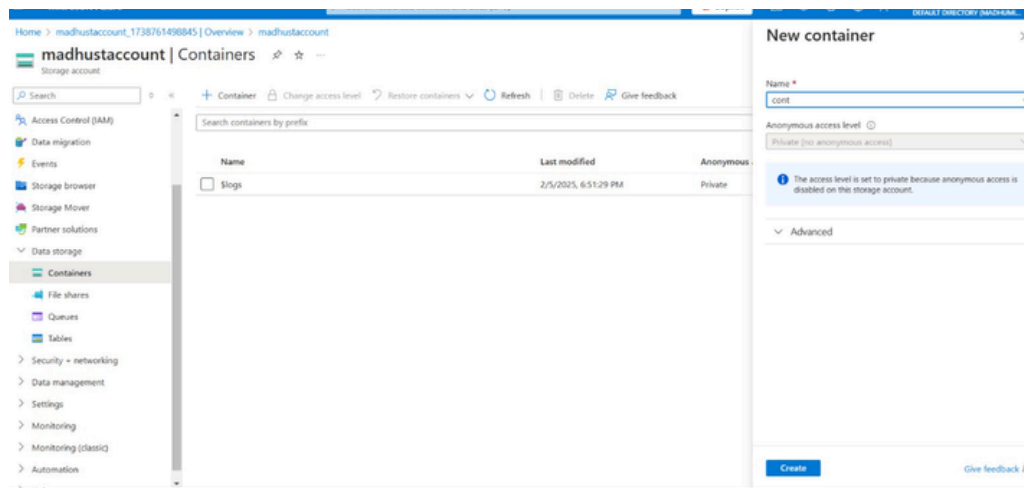 DEFAULT DIRECTORY (MADHUMI...
Home > madhustaccount_1738761498845 | Overview > madhustaccount
madhustaccount | Containers
Storage account
Search
Container
Change access level
Restore containers
Refresh
Delete
Give feedback
Access Control (IAM)
Data migration
Events
Storage browser
Storage Mover
Partner solutions
Data storage
Containers
File shares
Queues
Tables
Security + networking
Data management
Settings
Monitoring
Monitoring (classic)
Automation
Search containers by prefix
Name Last modified Anonymous
$logs 2/5/2025, 6:51:29 PM Private
New container
Name *
cont
Anonymous access level
Private (no anonymous access)
The access level is set to private because anonymous access is
disabled on this storage account.
Advanced
Create
Give feedback